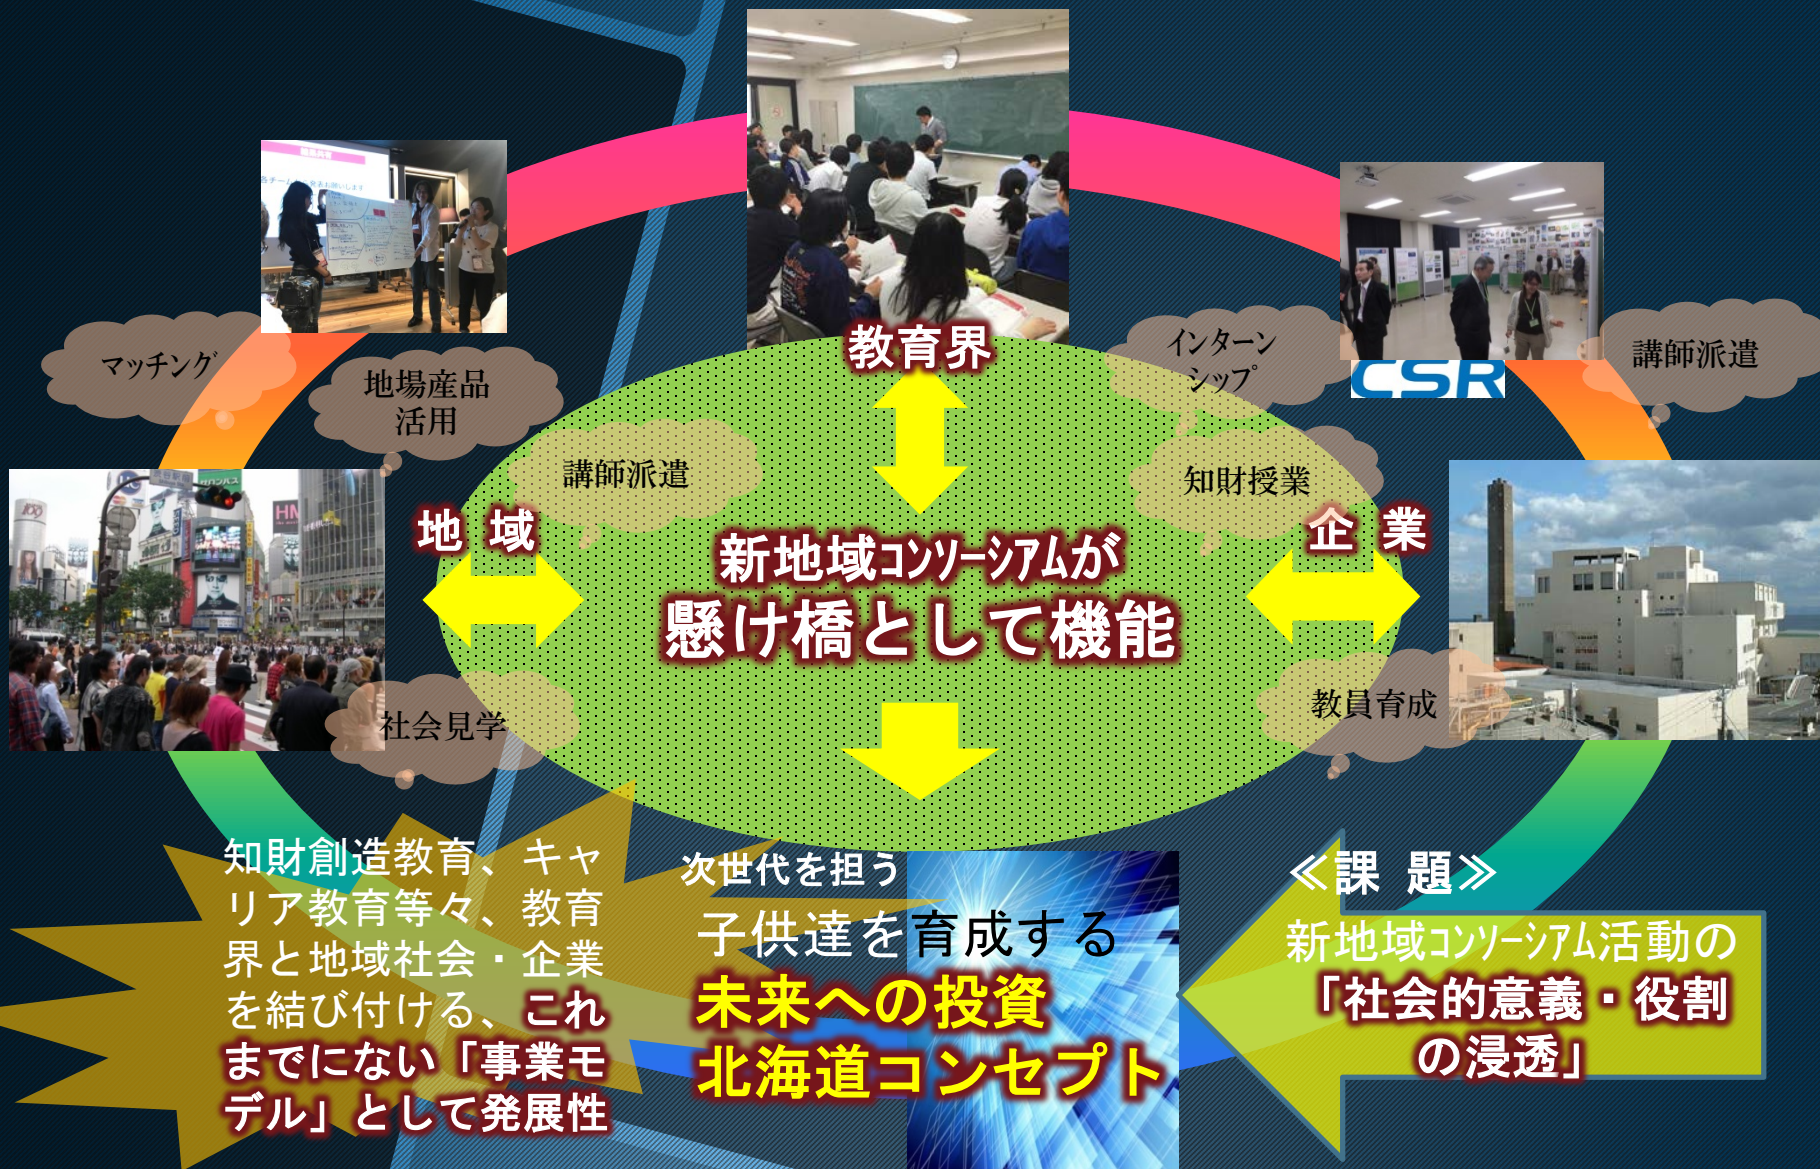 教育界
インターン
シップ
講師派遣
マッチング
地場産品
活用
CSR
講師派遣
知財授業
地 域
企 業
新地域コンソーシアムが
懸け橋として機能
社会見学
教員育成
知財創造教育、キャ
リア教育等々、教育
界と地域社会・企業
を結び付ける、これ
までにない「事業モ
デル」として発展性
次世代を担う
子供達を育成する
未来への投資
北海道コンセプト
≪課 題≫
新地域コンソーシアム活動の
「社会的意義・役割
の浸透」